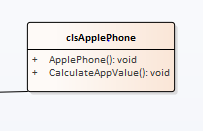 clsApplePhone
+ ApplePhone(): void
+ CalculateAppValue(): void